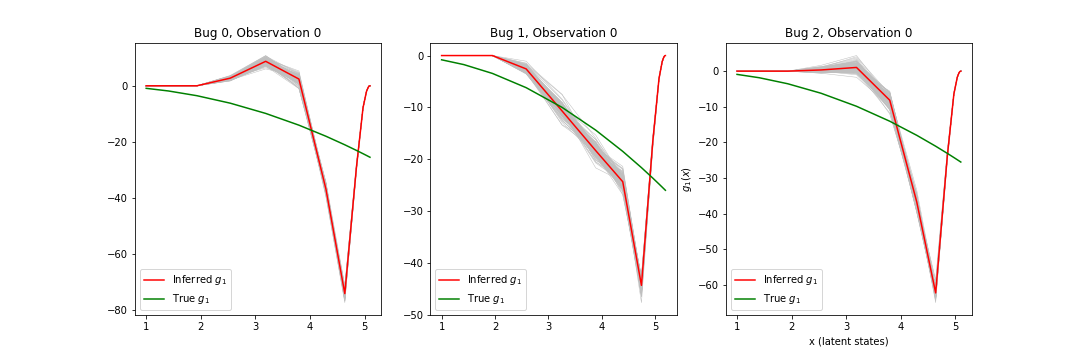 Bug 0, Observation 0
0
−20
−40
−60
−80
1 2 3 4 5
Inferred g₁
True g₁
Bug 1, Observation 0
0
−10
−20
−30
−40
−50
1 2 3 4 5
Inferred g₁
True g₁
Bug 2, Observation 0
g₁(x)
0
−10
−20
−30
−40
−50
−60
1 2 3 4 5
Inferred g₁
True g₁
x (latent states)